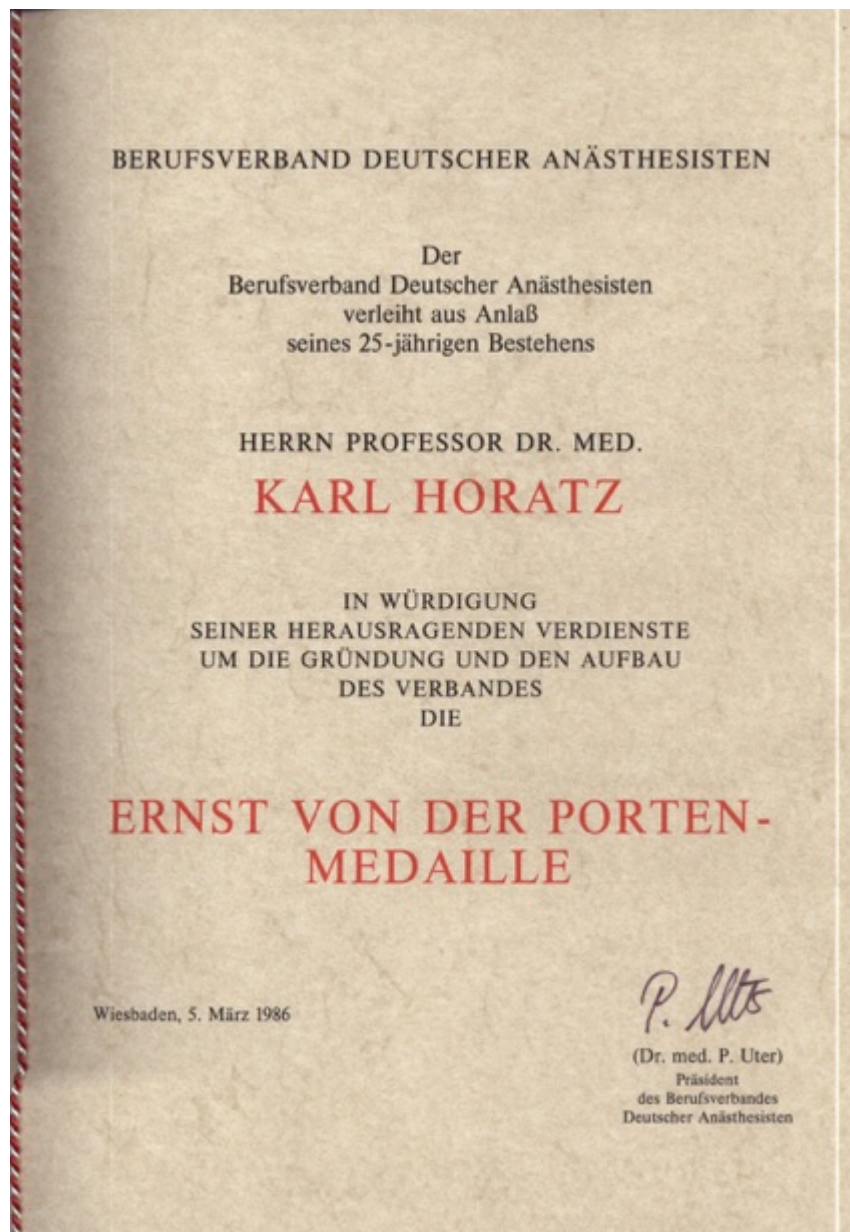 BERUFSVERBAND DEUTSCHER ANÄSTHESISTEN
Der
Berufsverband Deutscher Anästhesisten
verleiht aus Anlaß
seines 25-jährigen Bestehens
HERRN PROFESSOR DR. MED.
KARL HORATZ
IN WÜRDIGUNG
SEINER HERAUSRAGENDEN VERDIENSTE
UM DIE GRÜNDUNG UND DEN AUFBAU
DES VERBANDES
DIE
ERNST VON DER PORTEN-
MEDAILLE
Wiesbaden, 5. März 1986
P. Uter
(Dr. med. P. Uter)
Präsident
des Berufsverbandes
Deutscher Anästhesisten